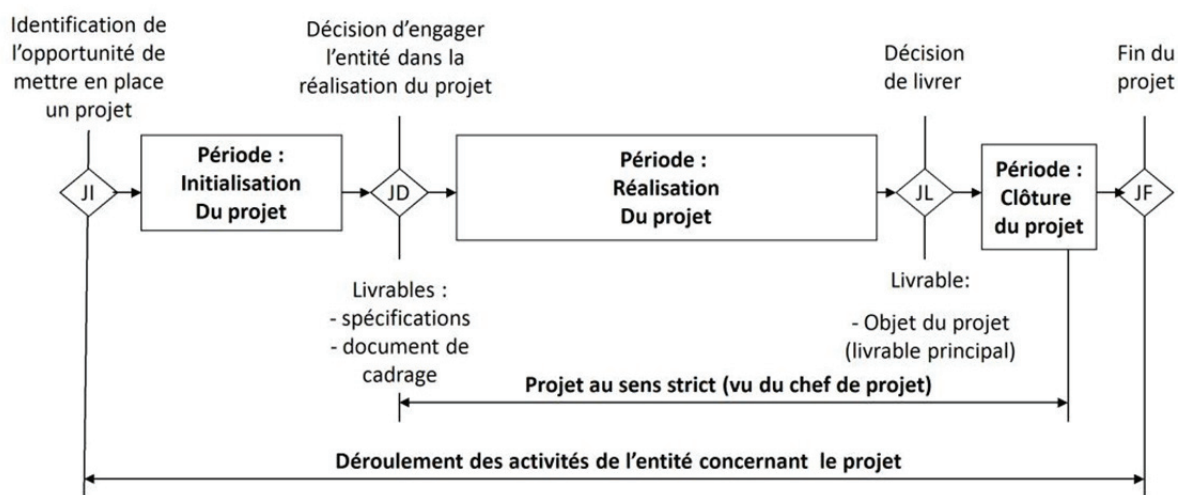 Identification de
l’opportunité de
mettre en place
un projet
Décision d’engager
l’entité dans la
réalisation du projet
Décision
de livrer
Fin du
projet
JI
Période :
Initialisation
Du projet
JD
Période :
Réalisation
Du projet
JL
Période :
Clôture
du projet
JF
Livrables :
- spécifications
- document de
cadrage
Livrable:
- Objet du projet
(livrable principal)
Projet au sens strict (vu du chef de projet)
Déroulement des activités de l’entité concernant le projet